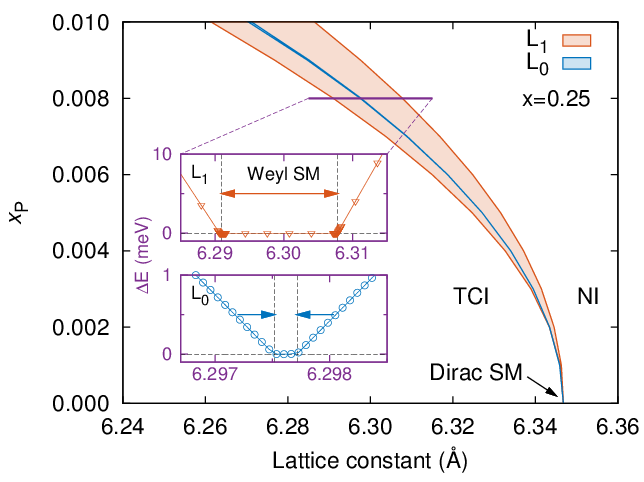 0.010
0.008
0.006
0.004
0.002
0.000
x_P
L_1
L_0
x=0.25
10
0
L_1
Weyl SM
6.29 6.30 6.31
ΔE (meV)
1
0
L_0
6.297 6.298
TCI
NI
Dirac SM
6.24 6.26 6.28 6.30 6.32 6.34 6.36
Lattice constant (Å)